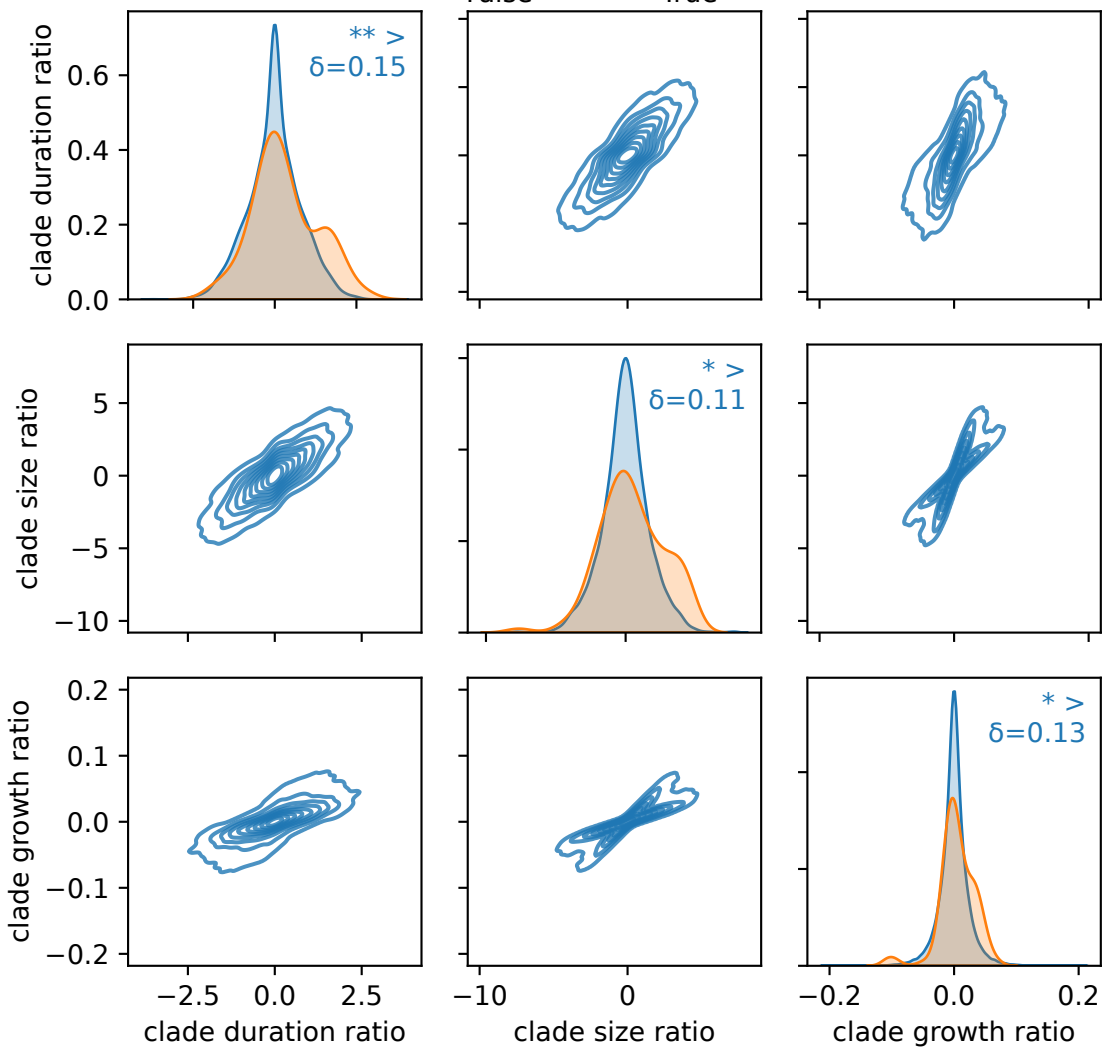 clade duration ratio
0.6
0.4
0.2
0.0
** >
δ=0.15
clade size ratio
5
0
−5
−10
* >
δ=0.11
clade growth ratio
0.2
0.1
0.0
−0.1
−0.2
* >
δ=0.13
−2.5 0.0 2.5
−10 0
−0.2 0.0 0.2
clade duration ratio
clade size ratio
clade growth ratio